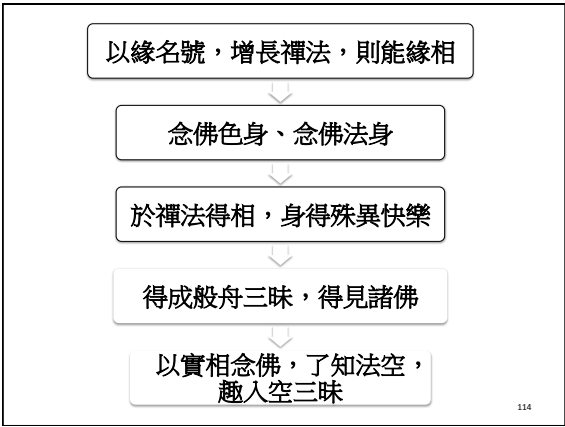 以緣名號，增長禪法，則能緣相
念佛色身、念佛法身
於禪法得相，身得殊異快樂
得成般舟三昧，得見諸佛
以實相念佛，了知法空，
趣入空三昧
114